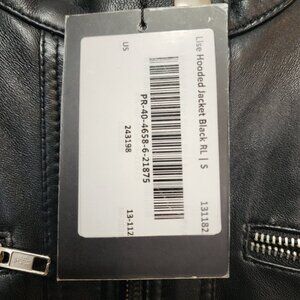 Lise Hooded Jacket Black RL | S
131182
PR-40-4658-6-21875
13-112
US
243198